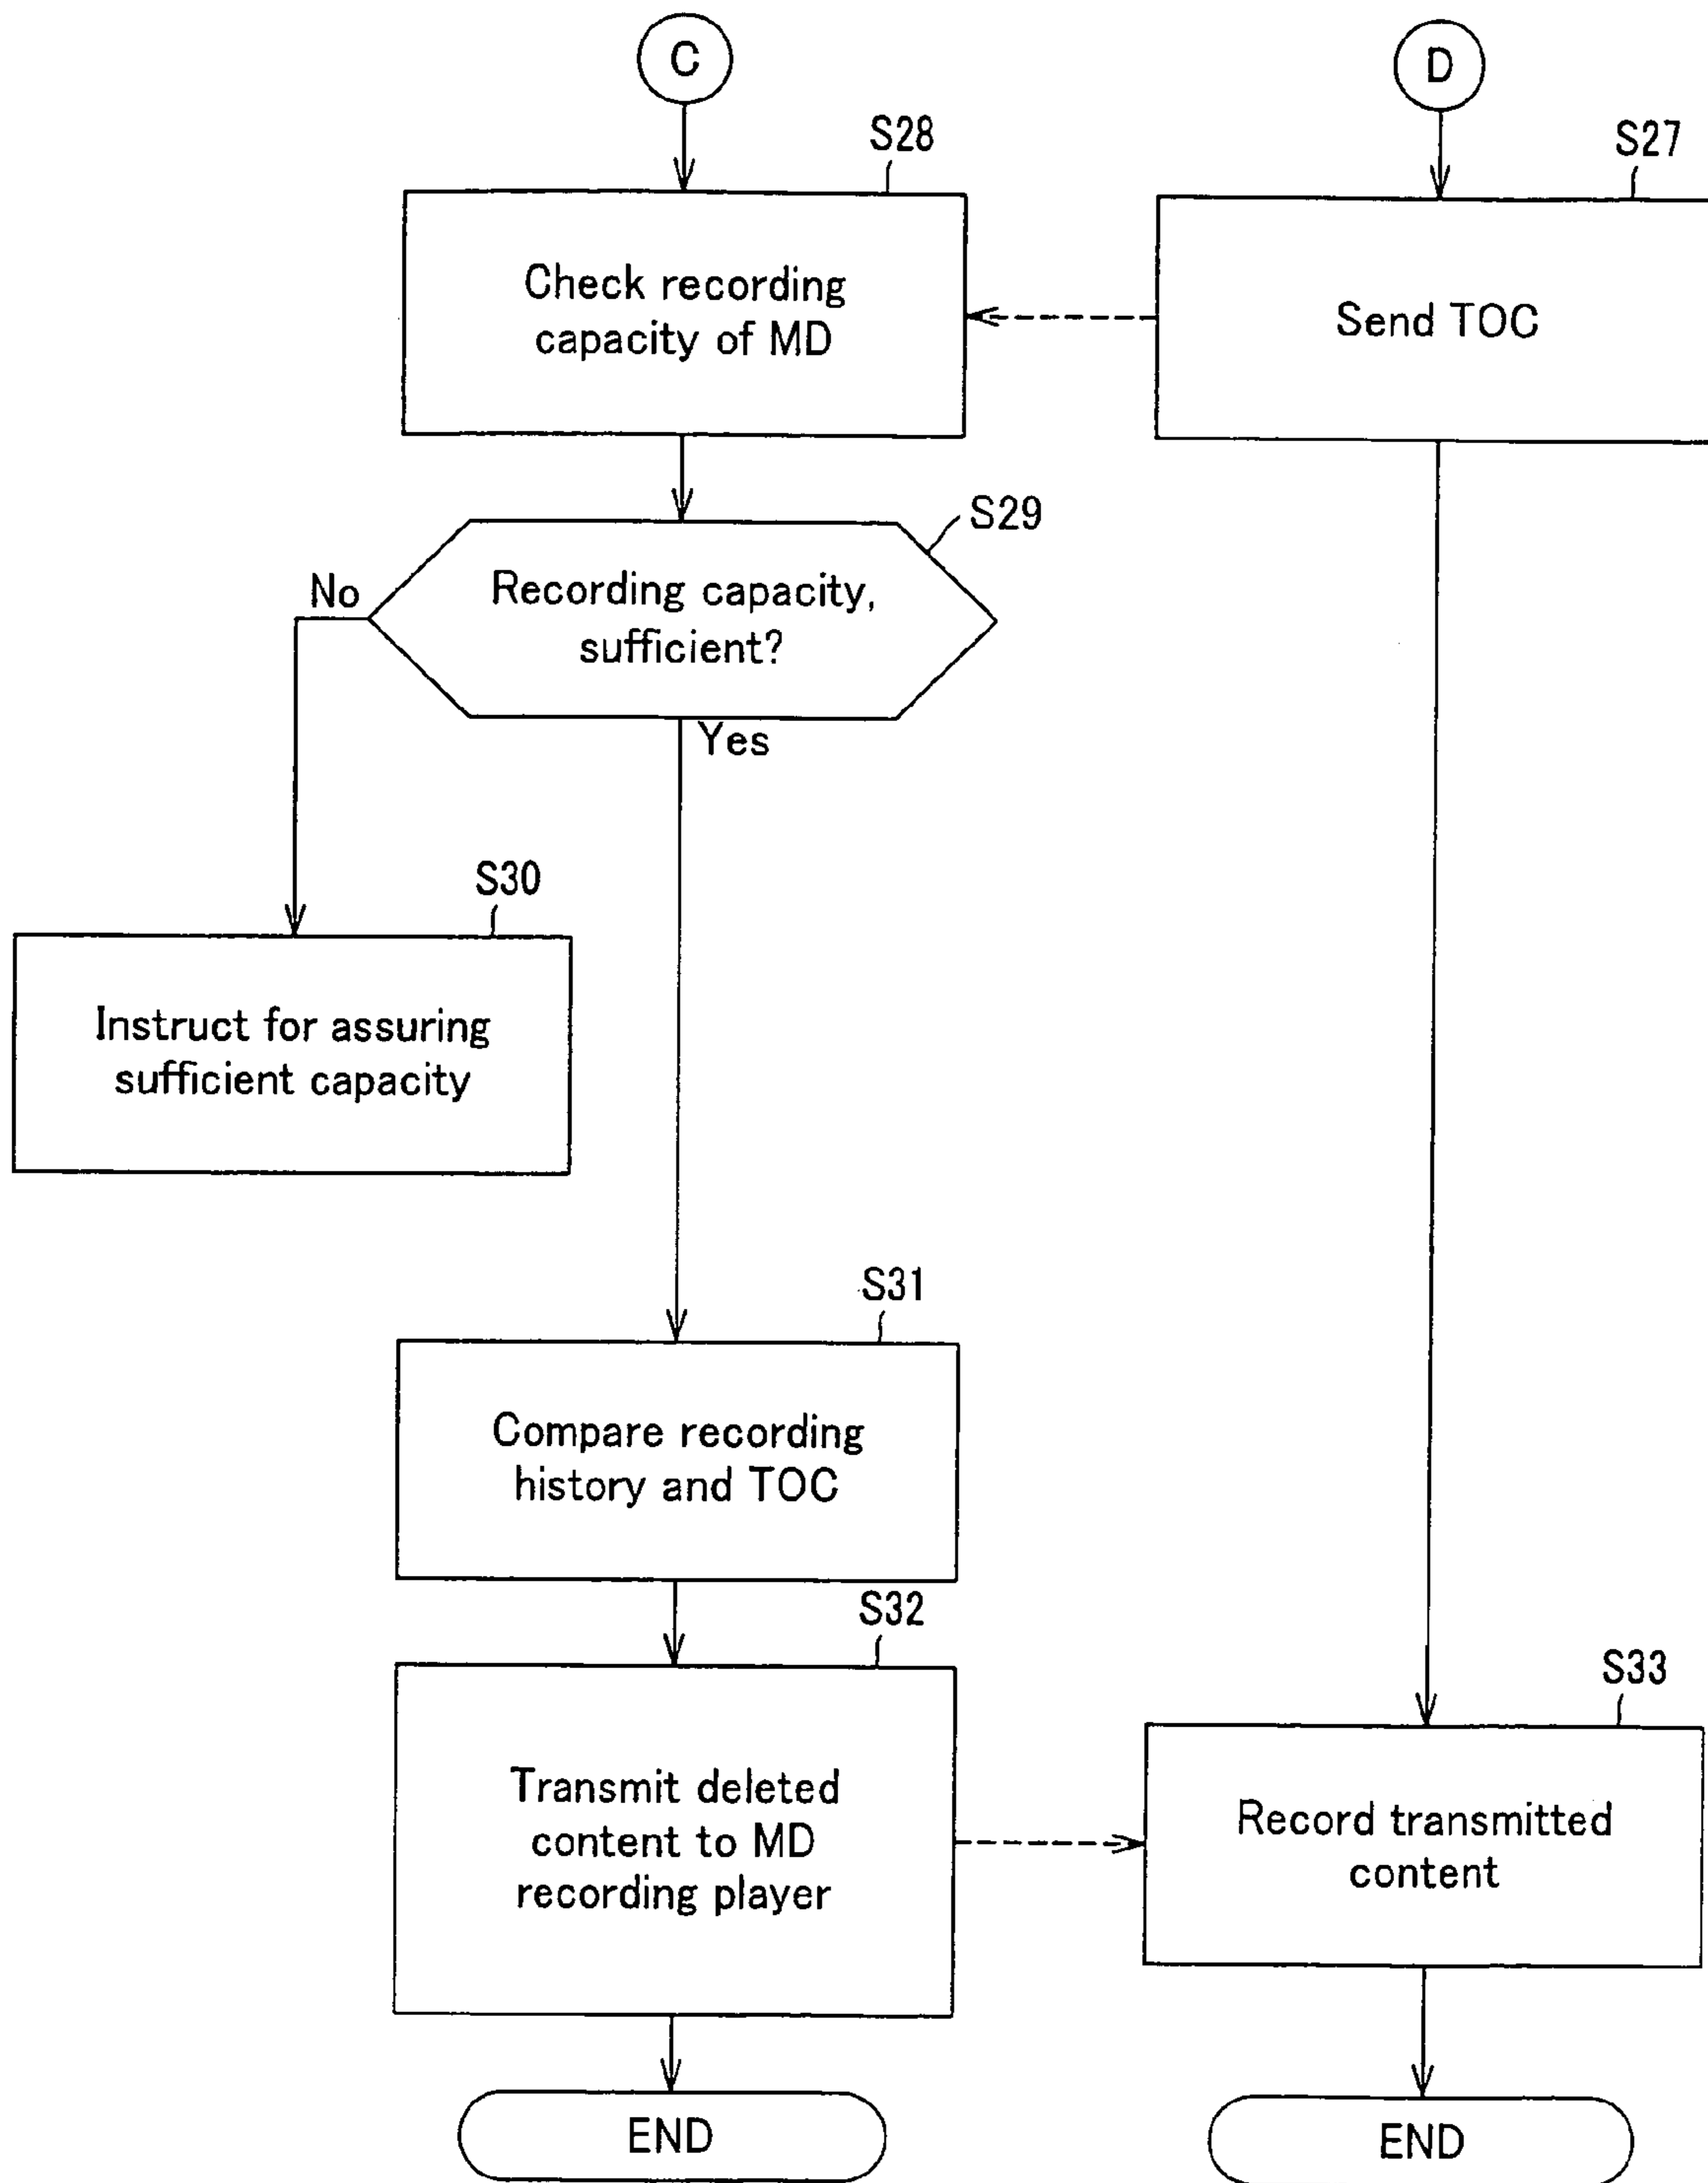 C
D
S28
S27
Check recording
capacity of MD
Send TOC
S29
Recording capacity,
sufficient?
No
Yes
S30
Instruct for assuring
sufficient capacity
S31
Compare recording
history and TOC
S32
S33
Transmit deleted
content to MD
recording player
Record transmitted
content
END
END